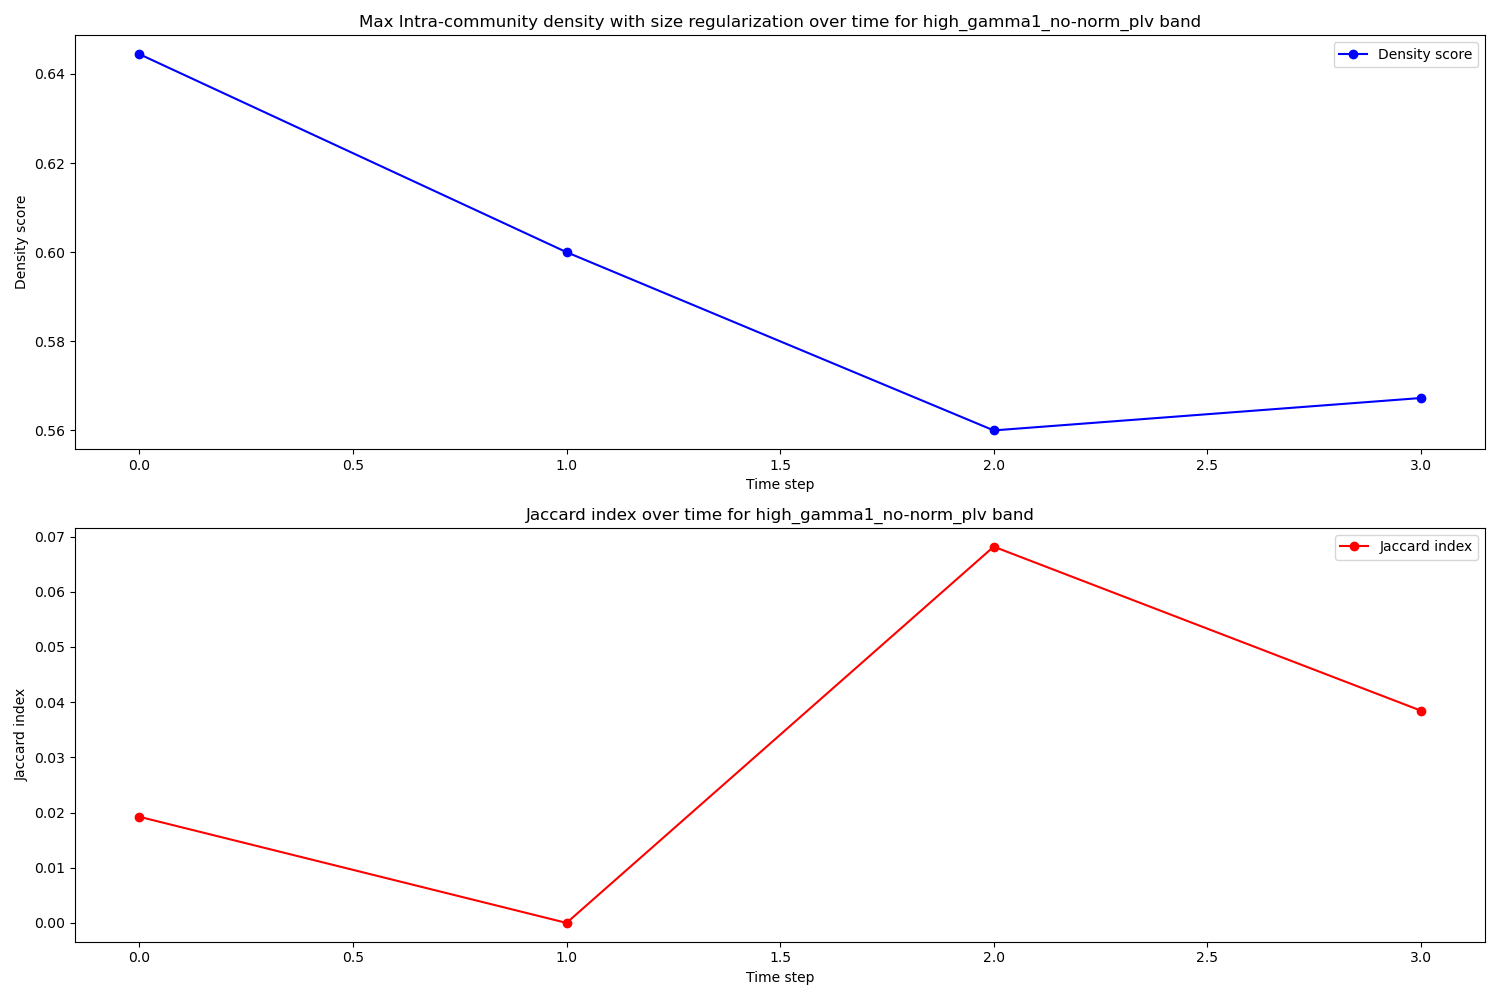 Max Intra-community density with size regularization over time for high_gamma1_no-norm_plv band
Density score
0.64
0.62
0.60
0.58
0.56
Density score
0.0 0.5 1.0 1.5 2.0 2.5 3.0
Time step
Jaccard index over time for high_gamma1_no-norm_plv band
Jaccard index
0.07
0.06
0.05
0.04
0.03
0.02
0.01
0.00
Jaccard index
0.0 0.5 1.0 1.5 2.0 2.5 3.0
Time step